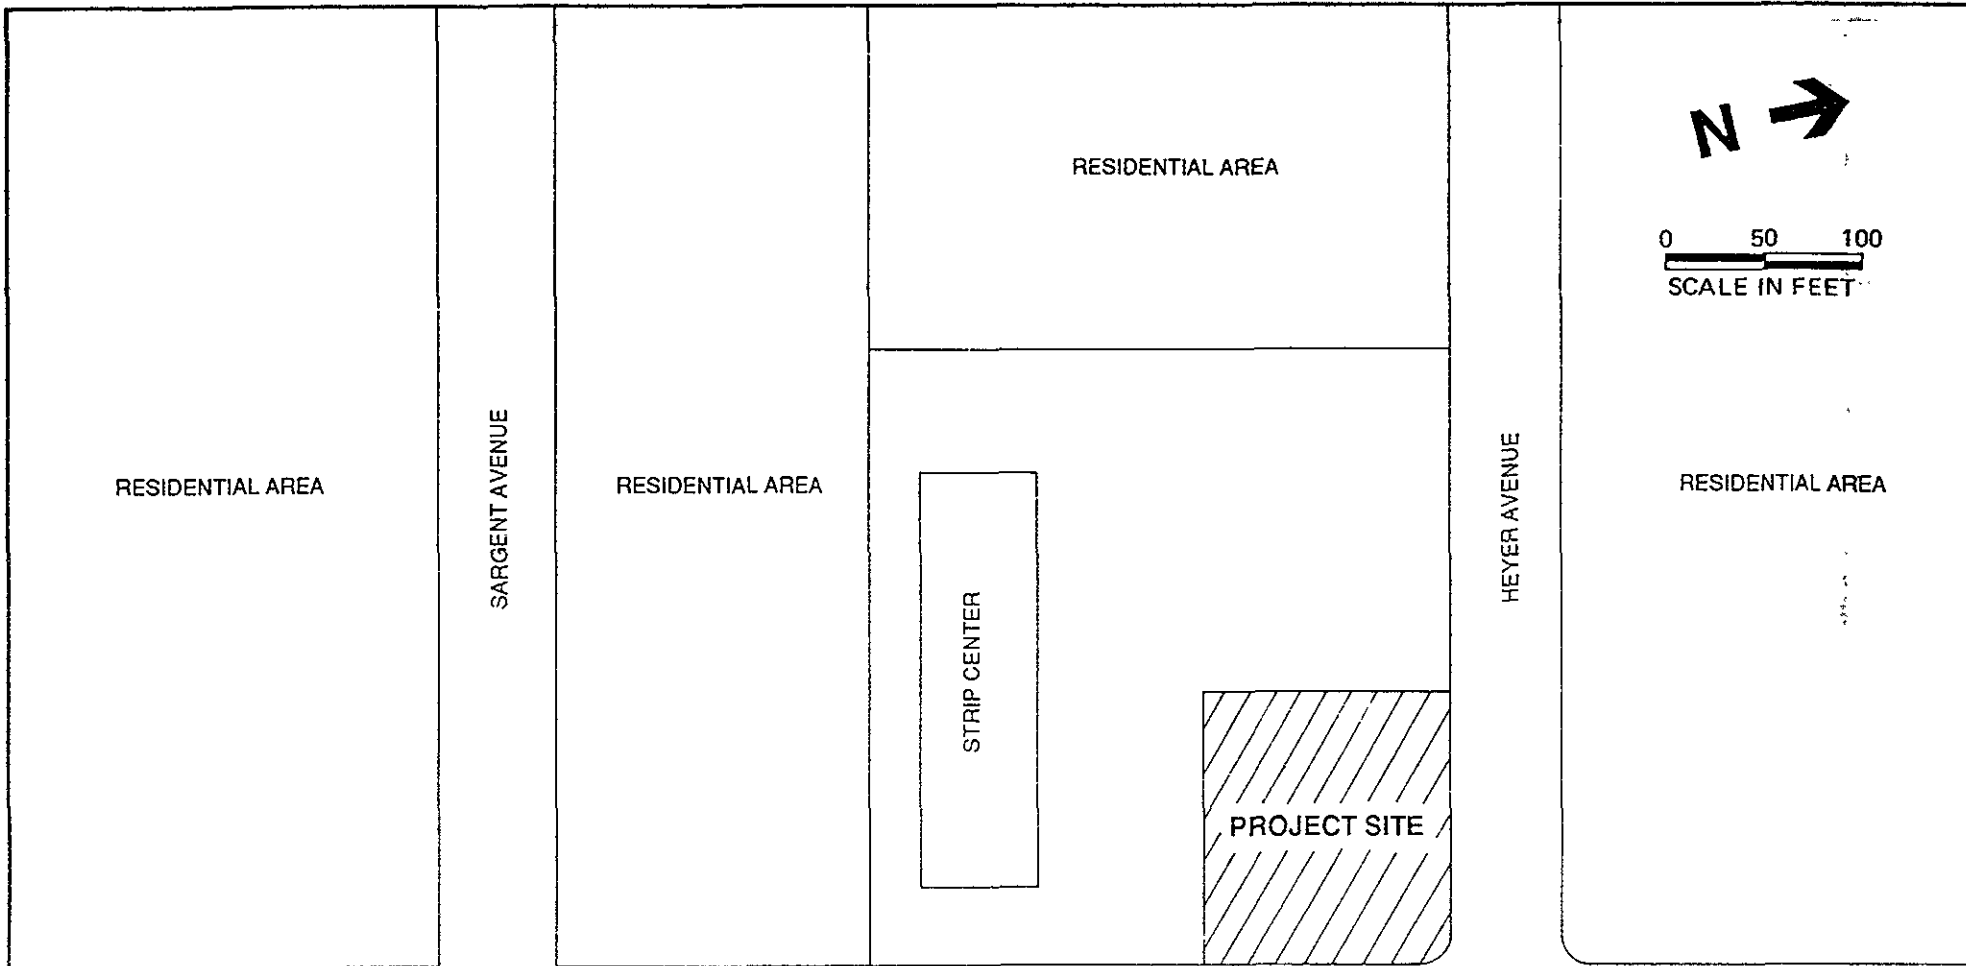 RESIDENTIAL AREA
N
0 50 100
SCALE IN FEET
RESIDENTIAL AREA
SARGENT AVENUE
RESIDENTIAL AREA
HEYER AVENUE
RESIDENTIAL AREA
STRIP CENTER
PROJECT SITE